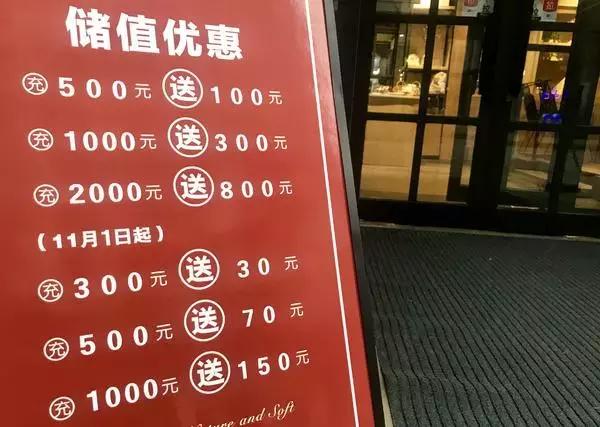 储值优惠
充 500元 送 100元
充 1000元 送 300元
充 2000元 送 800元
（11月1日起）
充 300元 送 30元
充 500元 送 70元
充 1000元 送 150元
and Soft